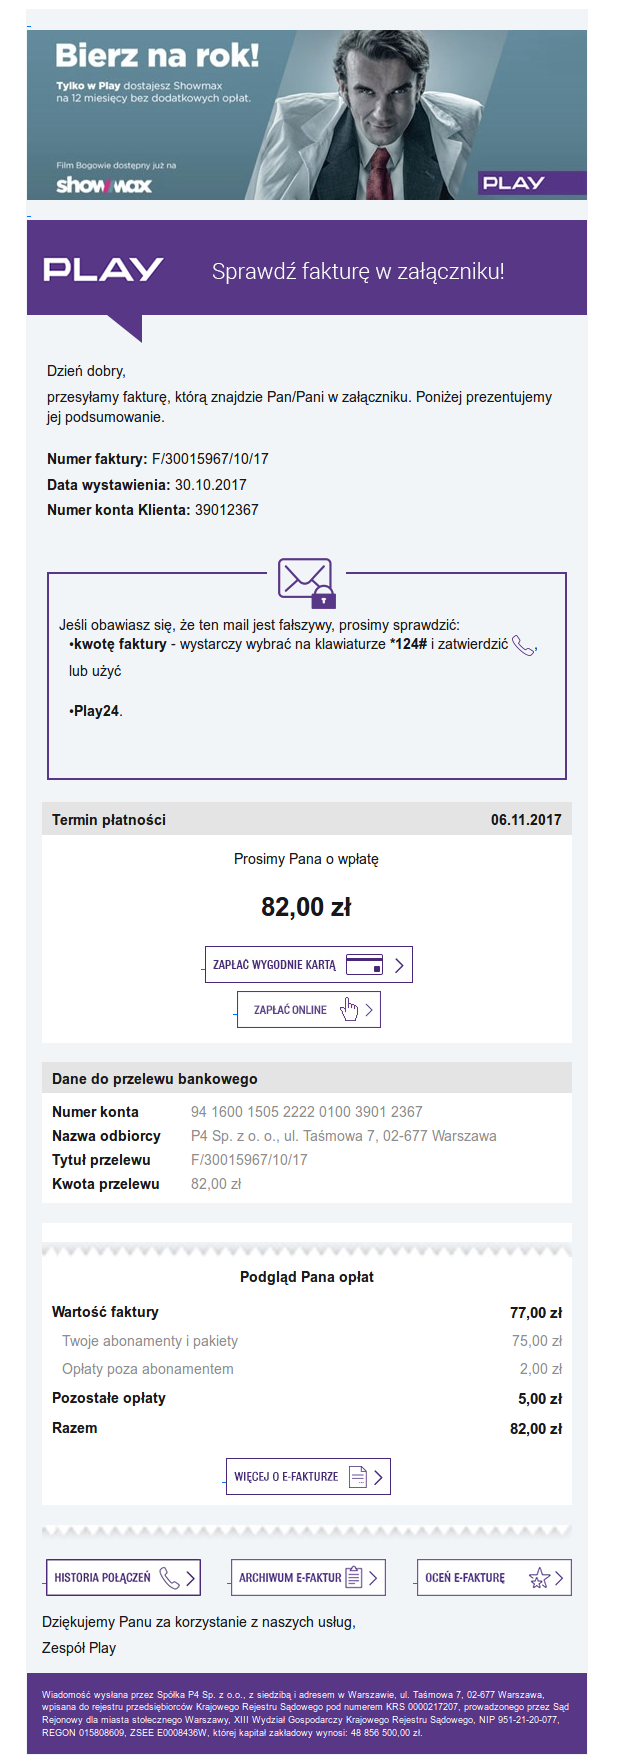 Bierz na rok!
Tylko w Play dostajesz Showmax
na 12 miesięcy bez dodatkowych opłat.
Film Bogowie dostępny już na
showmax
PLAY
PLAY
Sprawdź fakturę w załączniku!
Dzień dobry,
przesyłamy fakturę, którą znajdzie Pan/Pani w załączniku. Poniżej prezentujemy
jej podsumowanie.
Numer faktury: F/30015967/10/17
Data wystawienia: 30.10.2017
Numer konta Klienta: 39012367
Jeśli obawiasz się, że ten mail jest fałszywy, prosimy sprawdzić:
•kwotę faktury - wystarczy wybrać na klawiaturze *124# i zatwierdzić ,
lub użyć
•Play24.
Termin płatności 06.11.2017
Prosimy Pana o wpłatę
82,00 zł
ZAPŁAĆ WYGODNIE KARTĄ
ZAPŁAĆ ONLINE
Dane do przelewu bankowego
Numer konta 94 1600 1505 2222 0100 3901 2367
Nazwa odbiorcy P4 Sp. z o. o., ul. Taśmowa 7, 02-677 Warszawa
Tytuł przelewu F/30015967/10/17
Kwota przelewu 82,00 zł
Podgląd Pana opłat
Wartość faktury 77,00 zł
Twoje abonamenty i pakiety 75,00 zł
Opłaty poza abonamentem 2,00 zł
Pozostałe opłaty 5,00 zł
Razem 82,00 zł
WIĘCEJ O E-FAKTURZE
HISTORIA POŁĄCZEŃ
ARCHIWUM E-FAKTUR
OCEŃ E-FAKTURĘ
Dziękujemy Panu za korzystanie z naszych usług,
Zespół Play
Wiadomość wysłana przez Spółka P4 Sp. z o.o., z siedzibą i adresem w Warszawie, ul. Taśmowa 7, 02-677 Warszawa,
wpisana do rejestru przedsiębiorców Krajowego Rejestru Sądowego pod numerem KRS 0000217207, prowadzonego przez Sąd
Rejonowy dla miasta stołecznego Warszawy, XIII Wydział Gospodarczy Krajowego Rejestru Sądowego, NIP 951-21-20-077,
REGON 015808609, ZSEE E0008436W, której kapitał zakładowy wynosi: 48 856 500,00 zł.